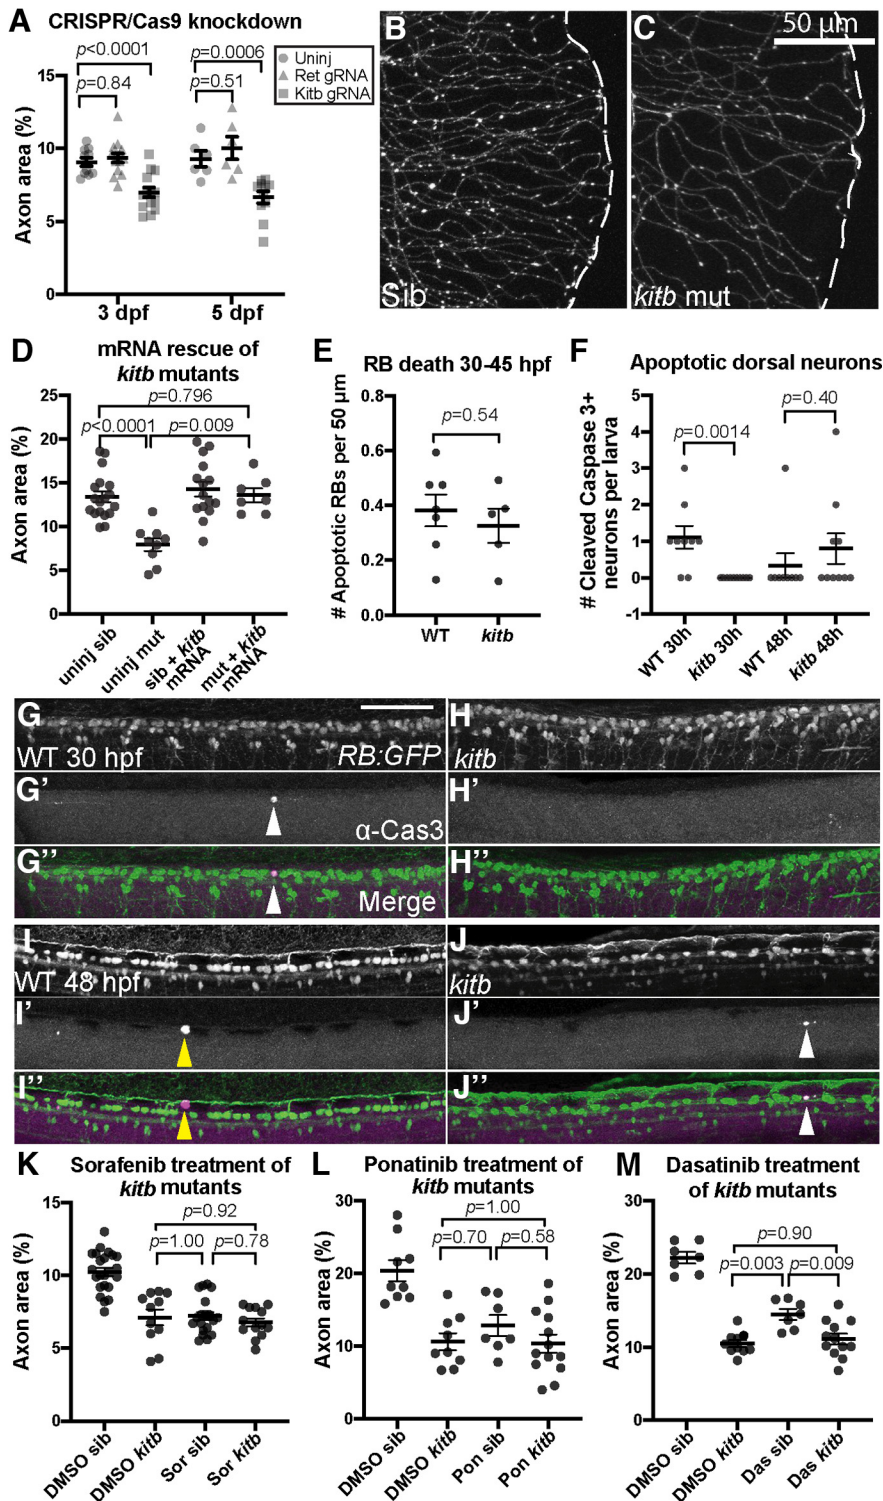 A
CRISPR/Cas9 knockdown
p<0.0001
p=0.84
p=0.0006
p=0.51
Uninj
Ret gRNA
Kitb gRNA
Axon area (%)
15
10
5
0
3 dpf
5 dpf
B
Sib
C
50 µm
kitb mut
D
mRNA rescue of
kitb mutants
p=0.796
p<0.0001
p=0.009
Axon area (%)
25
20
15
10
5
0
uninj sib
uninj mut
sib + kitb
mRNA
mut + kitb
mRNA
E
RB death 30-45 hpf
p=0.54
# Apoptotic RBs per 50 µm
0.8
0.6
0.4
0.2
0.0
WT
kitb
F
Apoptotic dorsal neurons
p=0.0014
p=0.40
# Cleaved Caspase 3+
neurons per larva
5
4
3
2
1
0
-1
WT 30h
kitb 30h
WT 48h
kitb 48h
G
WT 30 hpf
RB:GFP
H
kitb
G'
α-Cas3
H'
G''
Merge
H''
I
WT 48 hpf
J
kitb
I'
J'
I''
J''
K
Sorafenib treatment of
kitb mutants
p=0.92
p=1.00
p=0.78
Axon area (%)
15
10
5
0
DMSO sib
DMSO kitb
Sor sib
Sor kitb
L
Ponatinib treatment of
kitb mutants
p=1.00
p=0.70
p=0.58
Axon area (%)
30
20
10
0
DMSO sib
DMSO kitb
Pon sib
Pon kitb
M
Dasatinib treatment
of kitb mutants
p=0.90
p=0.003
p=0.009
Axon area (%)
30
20
10
0
DMSO sib
DMSO kitb
Das sib
Das kitb